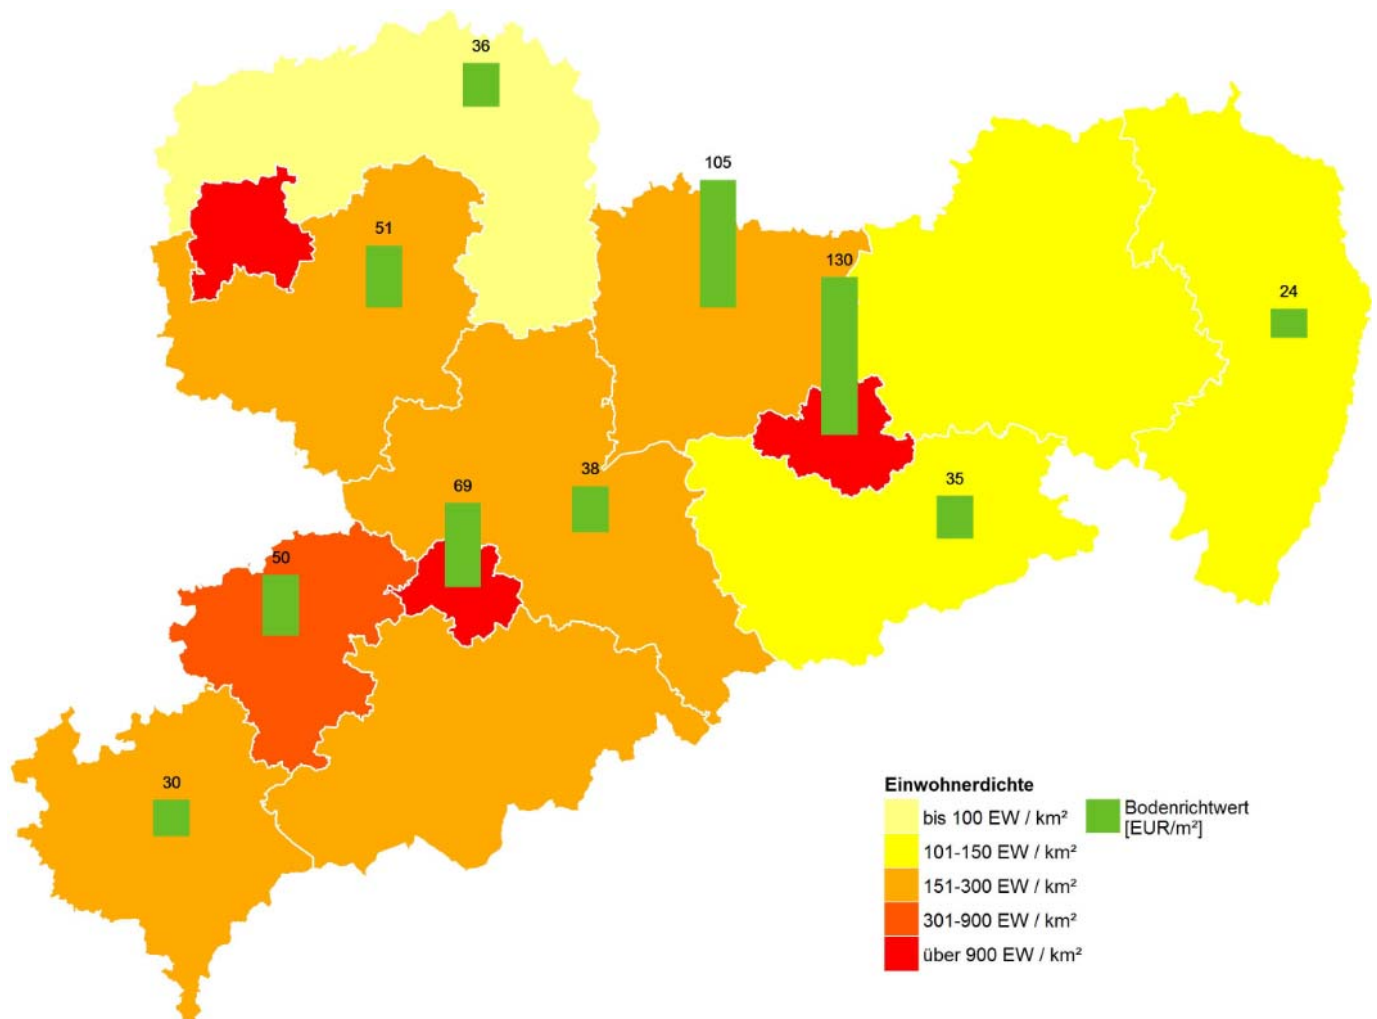 36
105
51
130
24
38
35
69
50
30
Einwohnerdichte
bis 100 EW / km²
101-150 EW / km²
151-300 EW / km²
301-900 EW / km²
über 900 EW / km²
Bodenrichtwert
[EUR/m²]